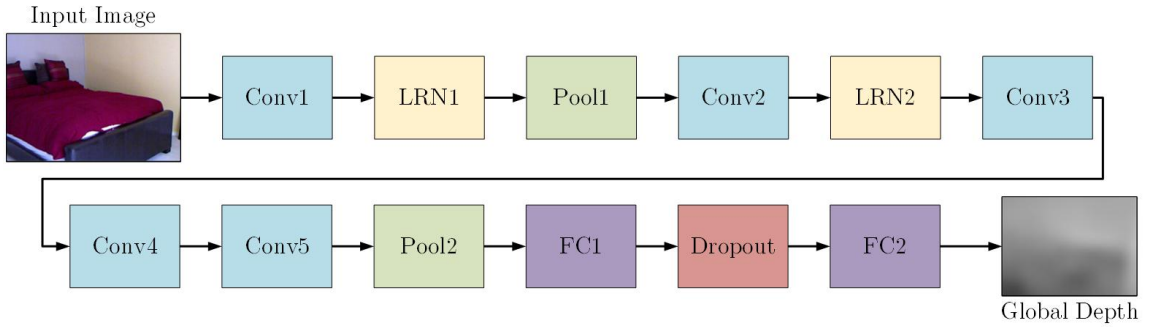 Input Image
Conv1
LRN1
Pool1
Conv2
LRN2
Conv3
Conv4
Conv5
Pool2
FC1
Dropout
FC2
Global Depth